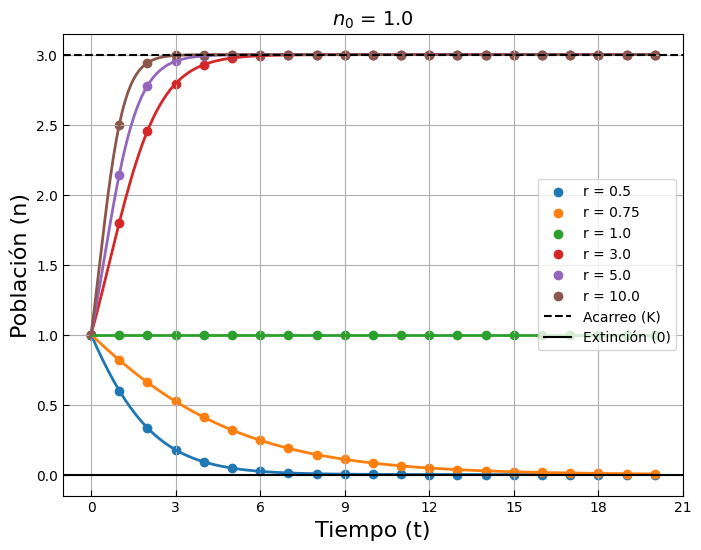 n₀ = 1.0
Población (n)
3.0
2.5
2.0
1.5
1.0
0.5
0.0
r = 0.5
r = 0.75
r = 1.0
r = 3.0
r = 5.0
r = 10.0
Acarreo (K)
Extinción (0)
0 3 6 9 12 15 18 21
Tiempo (t)